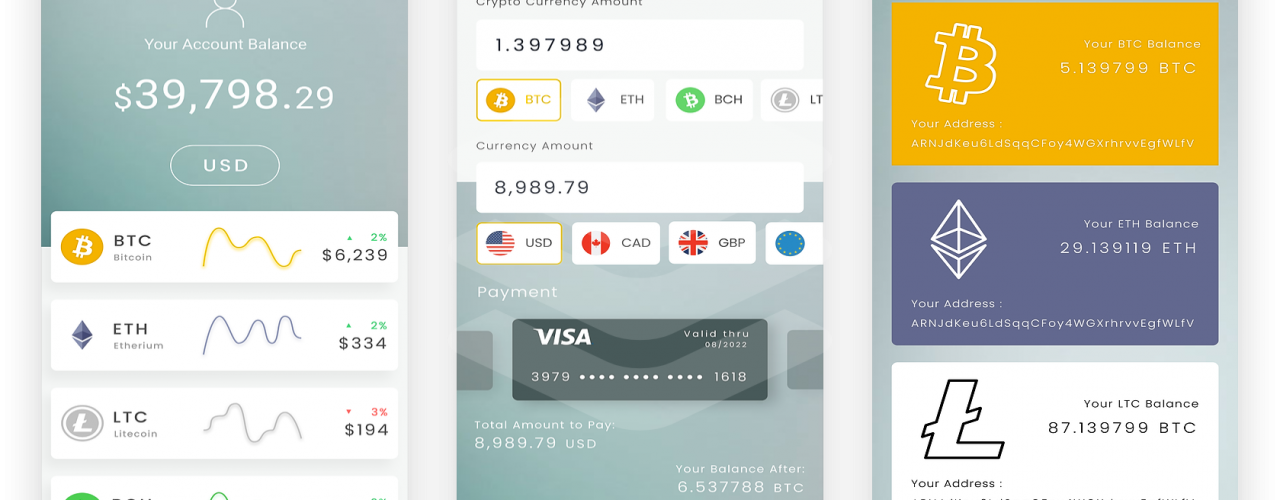 Your Account Balance
$39,798.29
USD
BTC
Bitcoin
2%
$6,239
ETH
Etherium
2%
$334
LTC
Litecoin
3%
$194
Crypto Currency Amount
1.397989
BTC ETH BCH LT
Currency Amount
8,989.79
USD CAD GBP
Payment
VISA
Valid thru
08/2022
3979 •••• •••• •••• 1618
Total Amount to Pay:
8,989.79 USD
Your Balance After:
6.537788 BTC
Your BTC Balance
5.139799 BTC
Your Address :
ARNJdKeu6LdSqqCFoy4WGXrhrvvEgfWLfV
Your ETH Balance
29.139119 ETH
Your Address :
ARNJdKeu6LdSqqCFoy4WGXrhrvvEgfWLfV
Your LTC Balance
87.139799 BTC
Your Address :